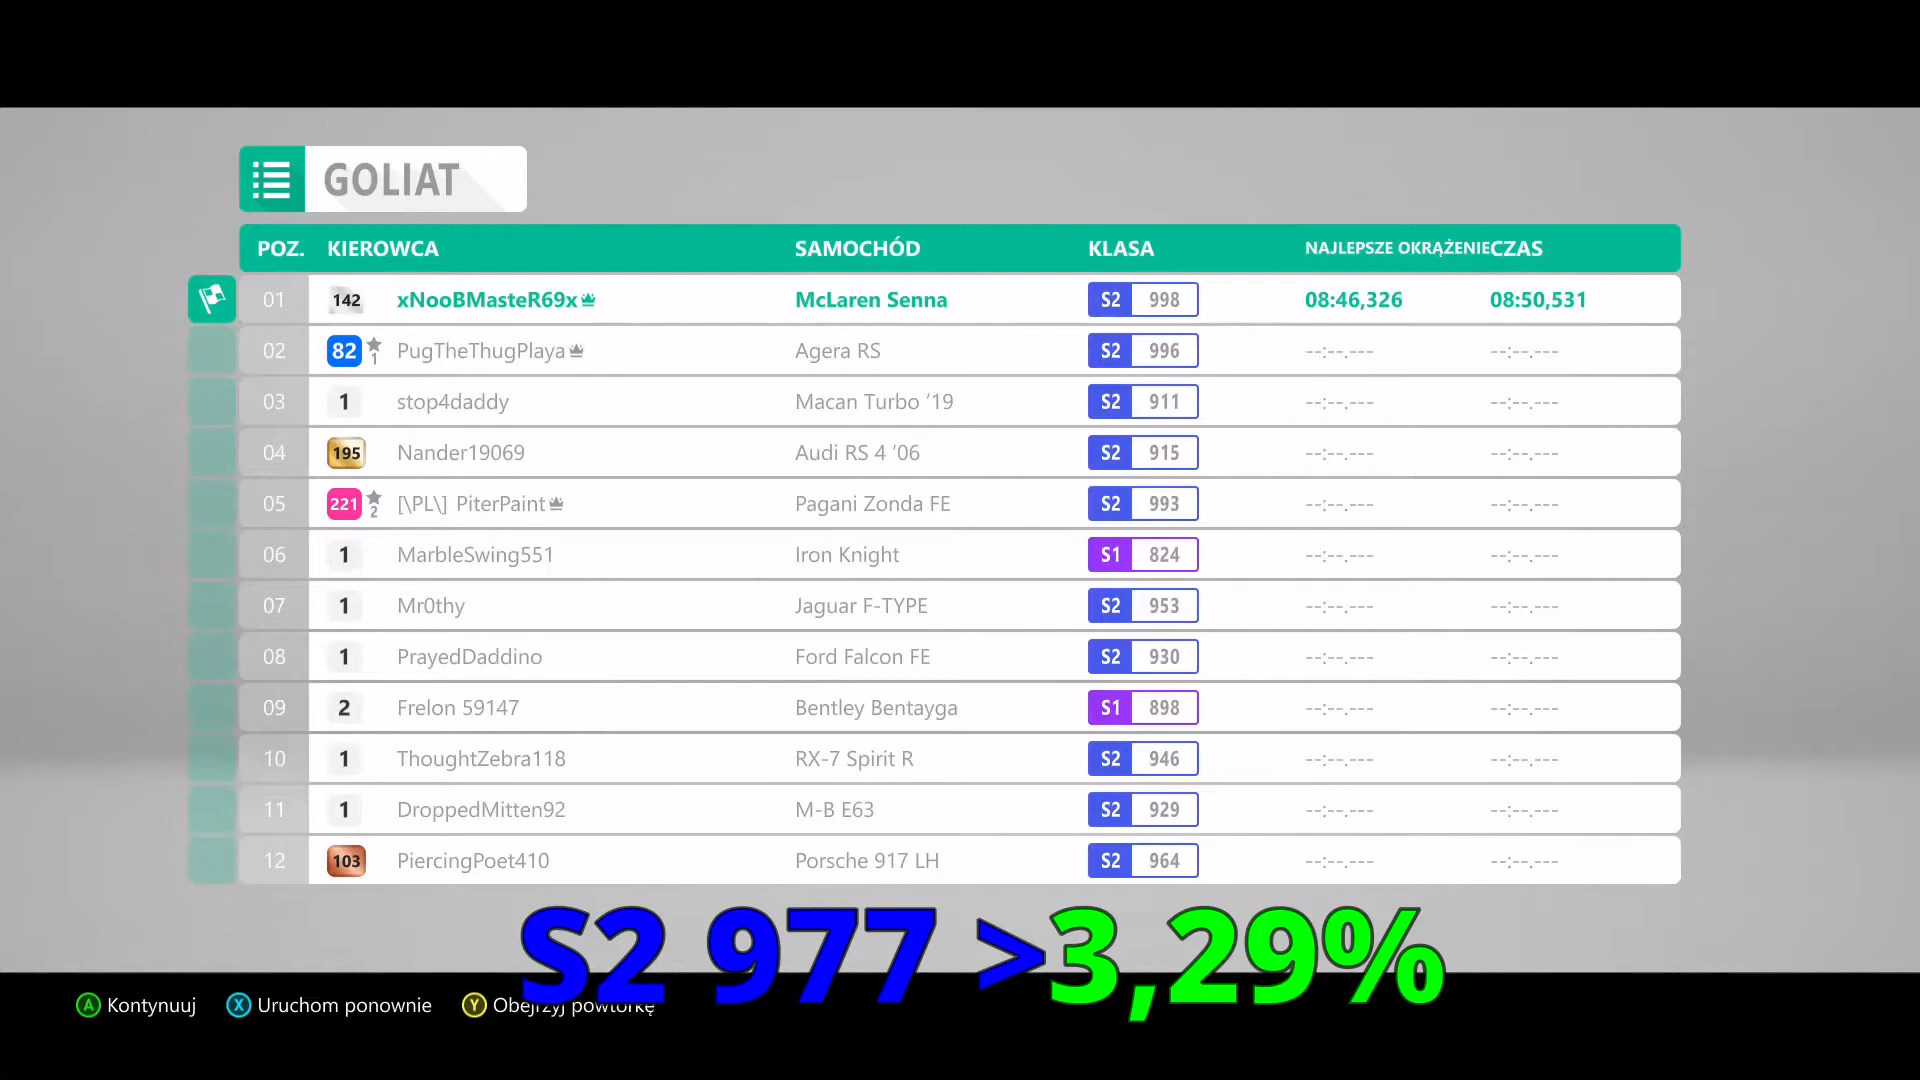 GOLIAT
POZ. KIEROWCA SAMOCHÓD KLASA NAJLEPSZE OKRĄŻENIE CZAS
01 142 xNooBMasteR69x McLaren Senna S2 998 08:46,326 08:50,531
02 82 1 PugTheThugPlaya Agera RS S2 996 --:--.--- --:--.---
03 1 stop4daddy Macan Turbo '19 S2 911 --:--.--- --:--.---
04 195 Nander19069 Audi RS 4 '06 S2 915 --:--.--- --:--.---
05 221 2 [\PL\] PiterPaint Pagani Zonda FE S2 993 --:--.--- --:--.---
06 1 MarbleSwing551 Iron Knight S1 824 --:--.--- --:--.---
07 1 Mr0thy Jaguar F-TYPE S2 953 --:--.--- --:--.---
08 1 PrayedDaddino Ford Falcon FE S2 930 --:--.--- --:--.---
09 2 Frelon 59147 Bentley Bentayga S1 898 --:--.--- --:--.---
10 1 ThoughtZebra118 RX-7 Spirit R S2 946 --:--.--- --:--.---
11 1 DroppedMitten92 M-B E63 S2 929 --:--.--- --:--.---
12 103 PiercingPoet410 Porsche 917 LH S2 964 --:--.--- --:--.---
S2 977 >3,29%
A Kontynuuj X Uruchom ponownie Y Obejrzyj powtórkę